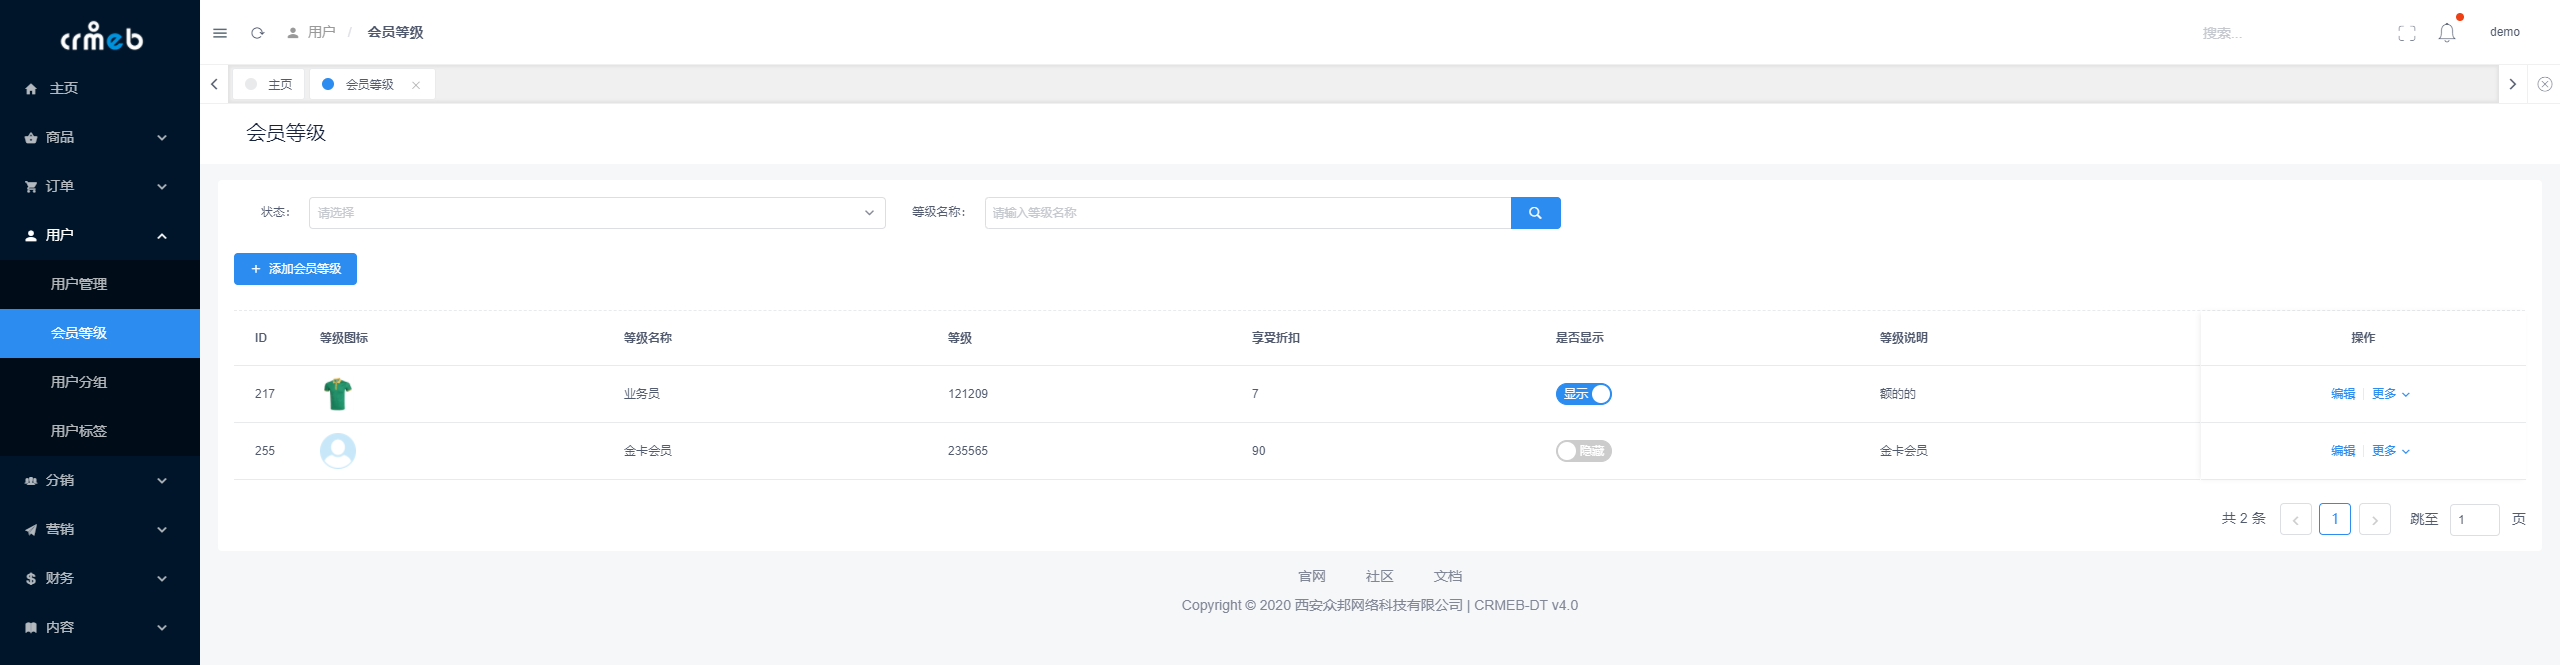 crmeb
用户 / 会员等级
搜索...
demo
主页
会员等级
主页
商品
订单
用户
用户管理
会员等级
用户分组
用户标签
分销
营销
财务
内容
会员等级
状态: 请选择 等级名称: 请输入等级名称
+ 添加会员等级
ID 等级图标 等级名称 等级 享受折扣 是否显示 等级说明 操作
217 业务员 121209 7 显示 额的的 编辑 更多
255 金卡会员 235565 90 隐藏 金卡会员 编辑 更多
共 2 条 1 跳至 1 页
官网 社区 文档
Copyright © 2020 西安众邦网络科技有限公司 | CRMEB-DT v4.0